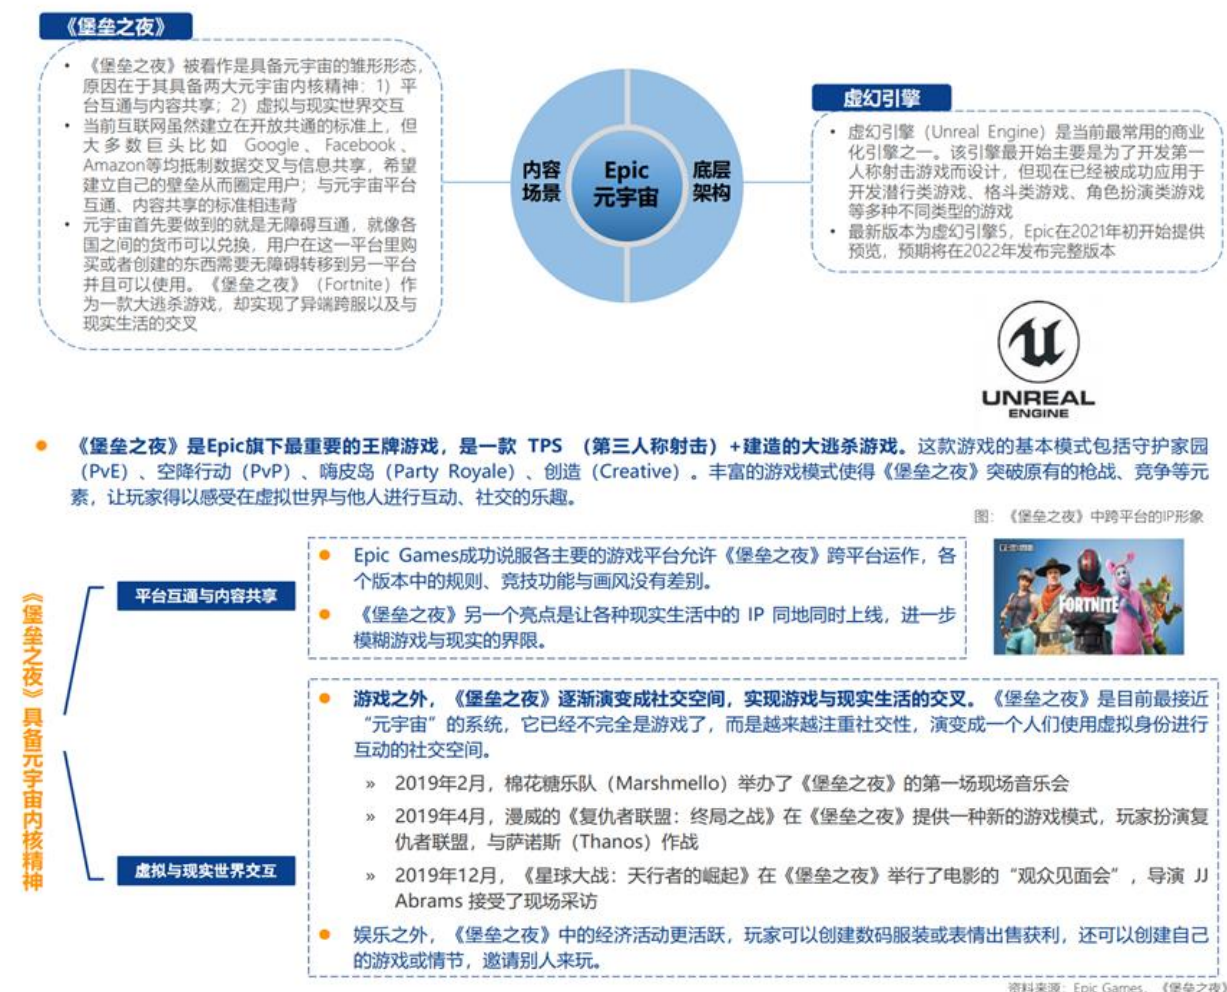 《堡垒之夜》
• 《堡垒之夜》被看作是具备元宇宙的雏形形态，
原因在于其具备两大元宇宙内核精神：1）平
台互通与内容共享；2）虚拟与现实世界交互
• 当前互联网虽然建立在开放共通的标准上，但
大多数巨头比如 Google、Facebook、
Amazon等均抵制数据交叉与信息共享，希望
建立自己的壁垒从而圈定用户；与元宇宙平台
互通、内容共享的标准相违背
• 元宇宙首先要做到的就是无障碍互通，就像各
国之间的货币可以兑换，用户在这一平台里购
买或者创建的东西需要无障碍转移到另一平台
并且可以使用。《堡垒之夜》（Fortnite）作
为一款大逃杀游戏，却实现了异端跨服以及与
现实生活的交叉
内容
场景
Epic
元宇宙
底层
架构
虚幻引擎
• 虚幻引擎（Unreal Engine）是当前最常用的商业
化引擎之一。该引擎最开始主要是为了开发第一
人称射击游戏而设计，但现在已经被成功应用于
开发潜行类游戏、格斗类游戏、角色扮演类游戏
等多种不同类型的游戏
• 最新版本为虚幻引擎5，Epic在2021年初开始提供
预览，预期将在2022年发布完整版本
UNREAL
ENGINE
● 《堡垒之夜》是Epic旗下最重要的王牌游戏，是一款 TPS （第三人称射击）+建造的大逃杀游戏。这款游戏的基本模式包括守护家园
（PvE）、空降行动（PvP）、嗨皮岛（Party Royale）、创造（Creative）。丰富的游戏模式使得《堡垒之夜》突破原有的枪战、竞争等元
素，让玩家得以感受在虚拟世界与他人进行互动、社交的乐趣。
图：《堡垒之夜》中跨平台的IP形象
《堡垒之夜》具备元宇宙内核精神
平台互通与内容共享
● Epic Games成功说服各主要的游戏平台允许《堡垒之夜》跨平台运作，各
个版本中的规则、竞技功能与画风没有差别。
● 《堡垒之夜》另一个亮点是让各种现实生活中的 IP 同地同时上线，进一步
模糊游戏与现实的界限。
FORTNITE
虚拟与现实世界交互
● 游戏之外，《堡垒之夜》逐渐演变成社交空间，实现游戏与现实生活的交叉。《堡垒之夜》是目前最接近
“元宇宙”的系统，它已经不完全是游戏了，而是越来越注重社交性，演变成一个人们使用虚拟身份进行
互动的社交空间。
» 2019年2月，棉花糖乐队（Marshmello）举办了《堡垒之夜》的第一场现场音乐会
» 2019年4月，漫威的《复仇者联盟：终局之战》在《堡垒之夜》提供一种新的游戏模式，玩家扮演复
仇者联盟，与萨诺斯（Thanos）作战
» 2019年12月，《星球大战：天行者的崛起》在《堡垒之夜》举行了电影的“观众见面会”，导演 JJ
Abrams 接受了现场采访
● 娱乐之外，《堡垒之夜》中的经济活动更活跃，玩家可以创建数码服装或表情出售获利，还可以创建自己
的游戏或情节，邀请别人来玩。
资料来源：Epic Games，《堡垒之夜》